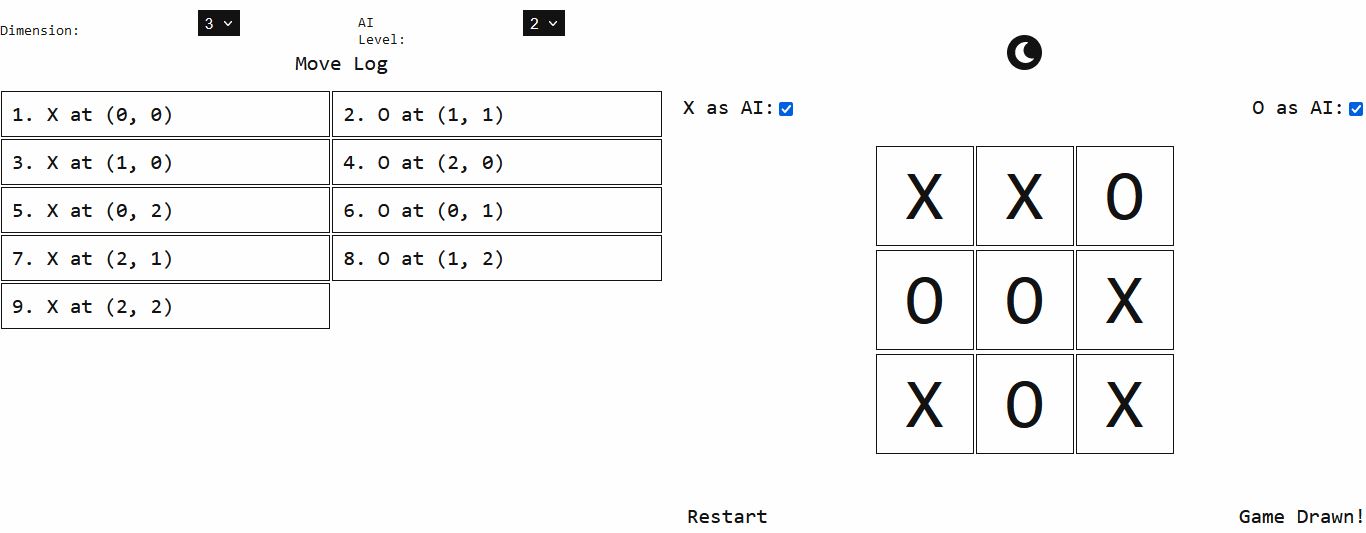 Dimension:
3
AI
Level:
2
Move Log
1. X at (0, 0)
2. O at (1, 1)
3. X at (1, 0)
4. O at (2, 0)
5. X at (0, 2)
6. O at (0, 1)
7. X at (2, 1)
8. O at (1, 2)
9. X at (2, 2)
X as AI:
O as AI:
X X O
O O X
X O X
Restart
Game Drawn!